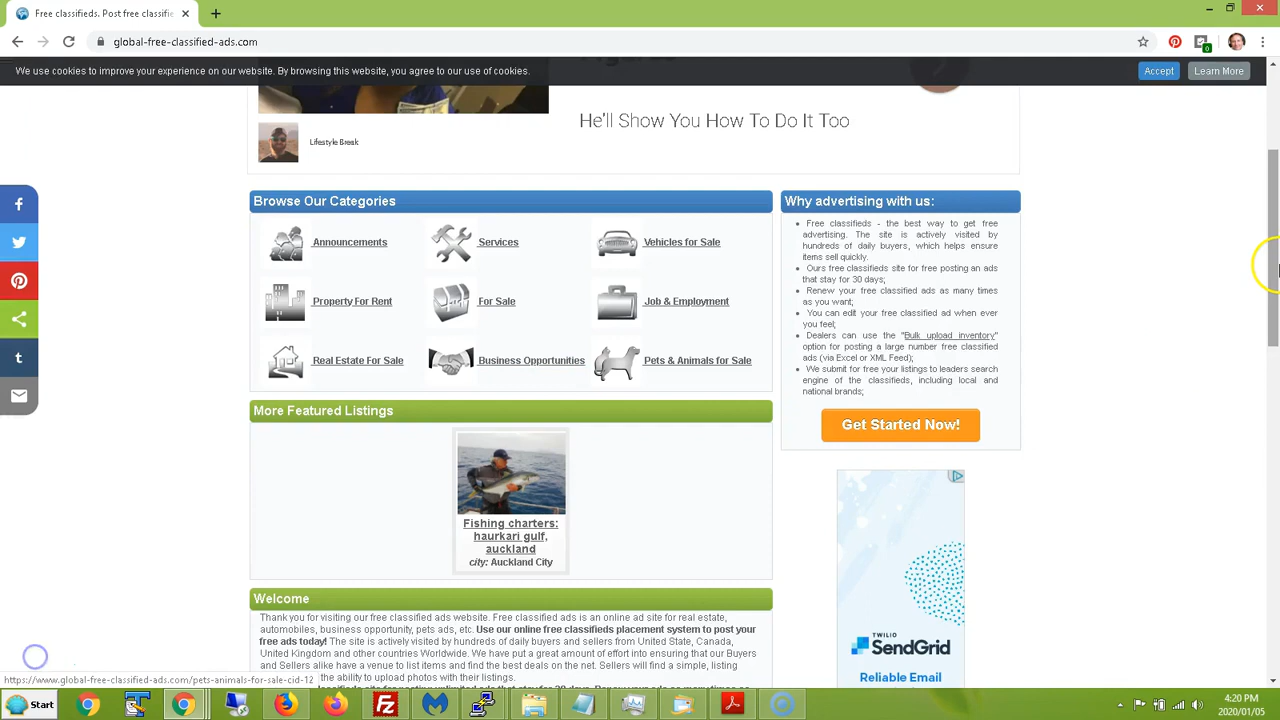 Free classifieds. Post free classifie
global-free-classified-ads.com
0
We use cookies to improve your experience on our website. By browsing this website, you agree to our use of cookies.
Accept
Learn More
He'll Show You How To Do It Too
Lifestyle Break
Browse Our Categories
Announcements
Services
Vehicles for Sale
Property For Rent
For Sale
Job & Employment
Real Estate For Sale
Business Opportunities
Pets & Animals for Sale
Why advertising with us:
Free classifieds - the best way to get free
advertising. The site is actively visited by
hundreds of daily buyers, which helps ensure
items sell quickly.
Ours free classifieds site for free posting an ads
that stay for 30 days;
Renew your free classified ads as many times
as you want;
You can edit your free classified ad when ever
you feel;
Dealers can use the "Bulk upload inventory"
option for posting a large number free classified
ads (via Excel or XML Feed);
We submit for free your listings to leaders search
engine of the classifieds, including local and
national brands;
Get Started Now!
More Featured Listings
Fishing charters:
haurkari gulf,
auckland
city: Auckland City
Welcome
Thank you for visiting our free classified ads website. Free classified ads is an online ad site for real estate,
automobiles, business opportunity, pets ads, etc. Use our online free classifieds placement system to post your
free ads today! The site is actively visited by hundreds of daily buyers and sellers from United State, Canada,
United Kingdom and other countries Worldwide. We have put a great amount of effort into ensuring that our Buyers
and Sellers alike have a venue to list items and find the best deals on the net. Sellers will find a simple, listing
the ability to upload photos with their listings.
TWILIO
SendGrid
Reliable Email
https://www.global-free-classified-ads.com/pets-animals-for-sale-cid-12
Start
4:20 PM
2020/01/05